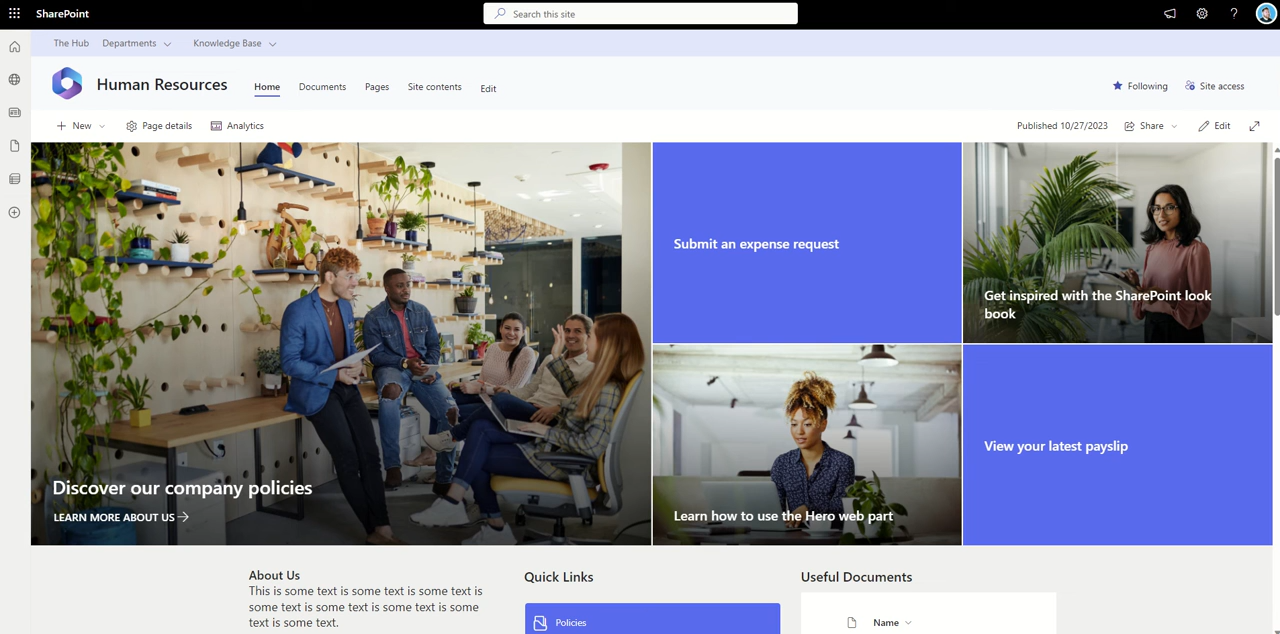 SharePoint
Search this site
?
The Hub Departments Knowledge Base
Human Resources Home Documents Pages Site contents Edit Following Site access
New Page details Analytics Published 10/27/2023 Share Edit
Submit an expense request
Get inspired with the SharePoint look
book
Discover our company policies
LEARN MORE ABOUT US
Learn how to use the Hero web part
View your latest payslip
About Us
This is some text is some text is some text is
some text is some text is some text is some
text is some text.
Quick Links
Policies
Useful Documents
Name